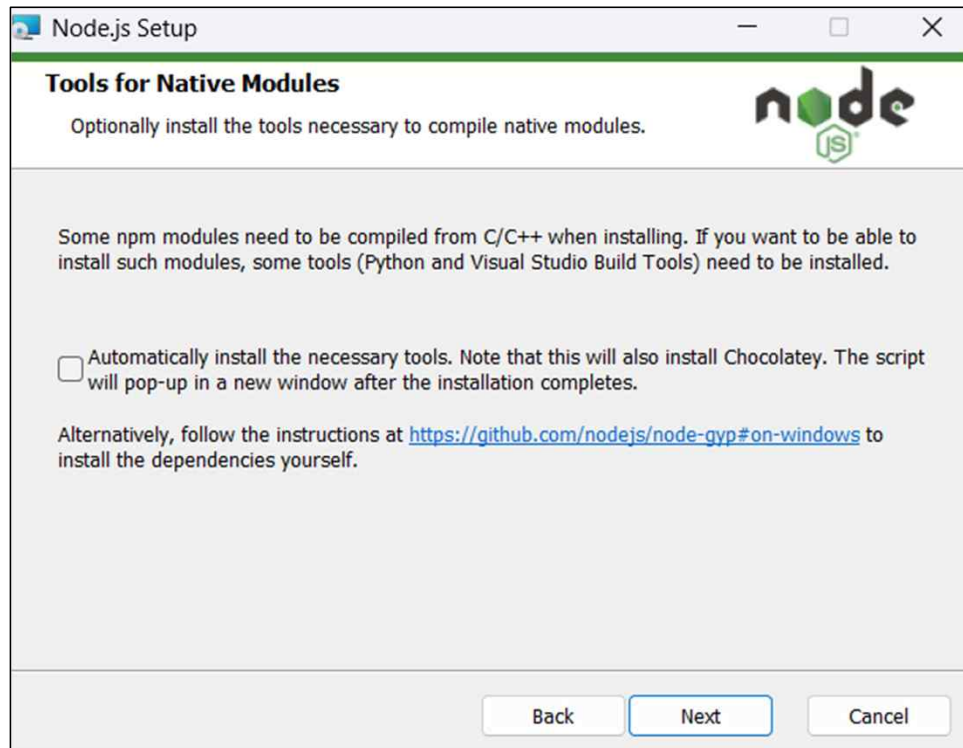 Node.js Setup
Tools for Native Modules
Optionally install the tools necessary to compile native modules.
node
JS
Some npm modules need to be compiled from C/C++ when installing. If you want to be able to
install such modules, some tools (Python and Visual Studio Build Tools) need to be installed.
Automatically install the necessary tools. Note that this will also install Chocolatey. The script
will pop-up in a new window after the installation completes.
Alternatively, follow the instructions at https://github.com/nodejs/node-gyp#on-windows to
install the dependencies yourself.
Back Next Cancel